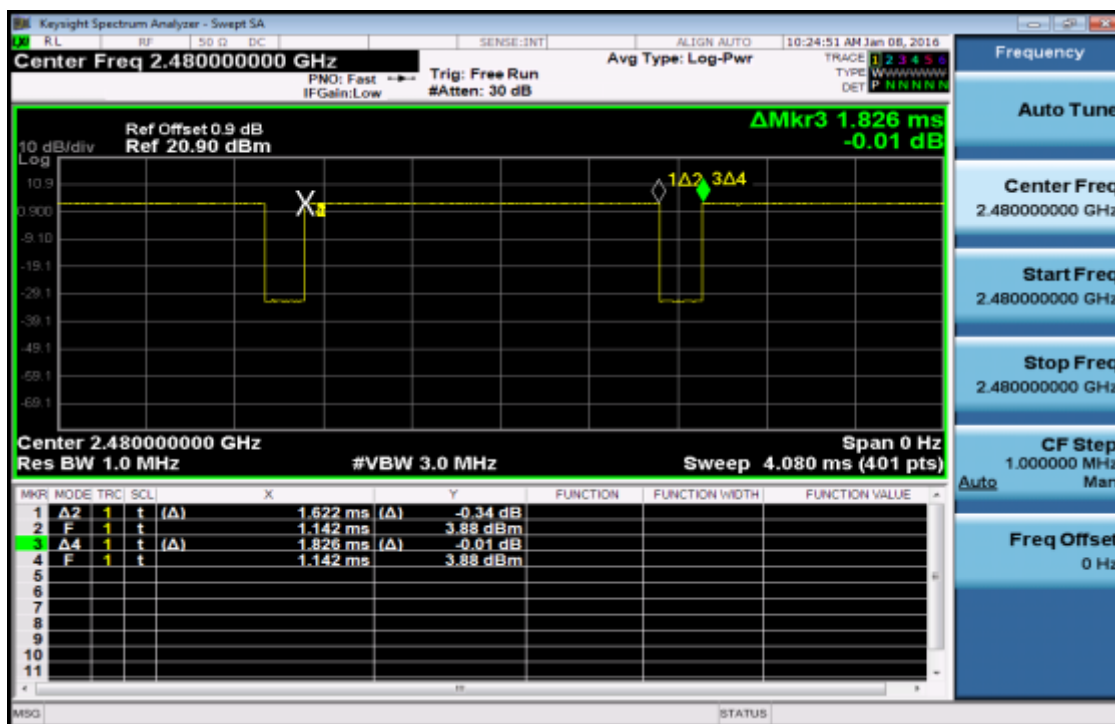 Keysight Spectrum Analyzer - Swept SA
LXI RL RF 50 Ω DC SENSE:INT ALIGN AUTO 10:24:51 AM Jan 08, 2016
Center Freq 2.480000000 GHz
PNO: Fast
IFGain:Low
Trig: Free Run
#Atten: 30 dB
Avg Type: Log-Pwr
TRACE 1 2 3 4 5 6
TYPE WWWWWW
DET P N N N N N
ΔMkr3 1.826 ms
-0.01 dB
Ref Offset 0.9 dB
10 dB/div Ref 20.90 dBm
Log
10.9
0.900
-9.10
-19.1
-29.1
-39.1
-49.1
-59.1
-69.1
1Δ2 3Δ4
X
Center 2.480000000 GHz Span 0 Hz
Res BW 1.0 MHz #VBW 3.0 MHz Sweep 4.080 ms (401 pts)
MKR MODE TRC SCL X Y FUNCTION FUNCTION WIDTH FUNCTION VALUE
1 Δ2 1 t (Δ) 1.622 ms (Δ) -0.34 dB
2 F 1 t 1.142 ms 3.88 dBm
3 Δ4 1 t (Δ) 1.826 ms (Δ) -0.01 dB
4 F 1 t 1.142 ms 3.88 dBm
5
6
7
8
9
10
11
MSG STATUS
Frequency
Auto Tune
Center Freq
2.480000000 GHz
Start Freq
2.480000000 GHz
Stop Freq
2.480000000 GHz
CF Step
1.000000 MHz
Auto Man
Freq Offset
0 Hz